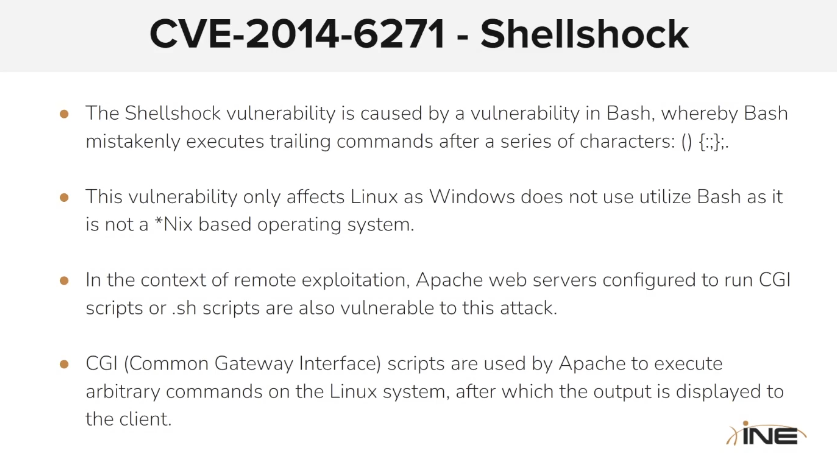 CVE-2014-6271 - Shellshock
• The Shellshock vulnerability is caused by a vulnerability in Bash, whereby Bash
mistakenly executes trailing commands after a series of characters: () {:;};.
• This vulnerability only affects Linux as Windows does not use utilize Bash as it
is not a *Nix based operating system.
• In the context of remote exploitation, Apache web servers configured to run CGI
scripts or .sh scripts are also vulnerable to this attack.
• CGI (Common Gateway Interface) scripts are used by Apache to execute
arbitrary commands on the Linux system, after which the output is displayed to
the client.
INE